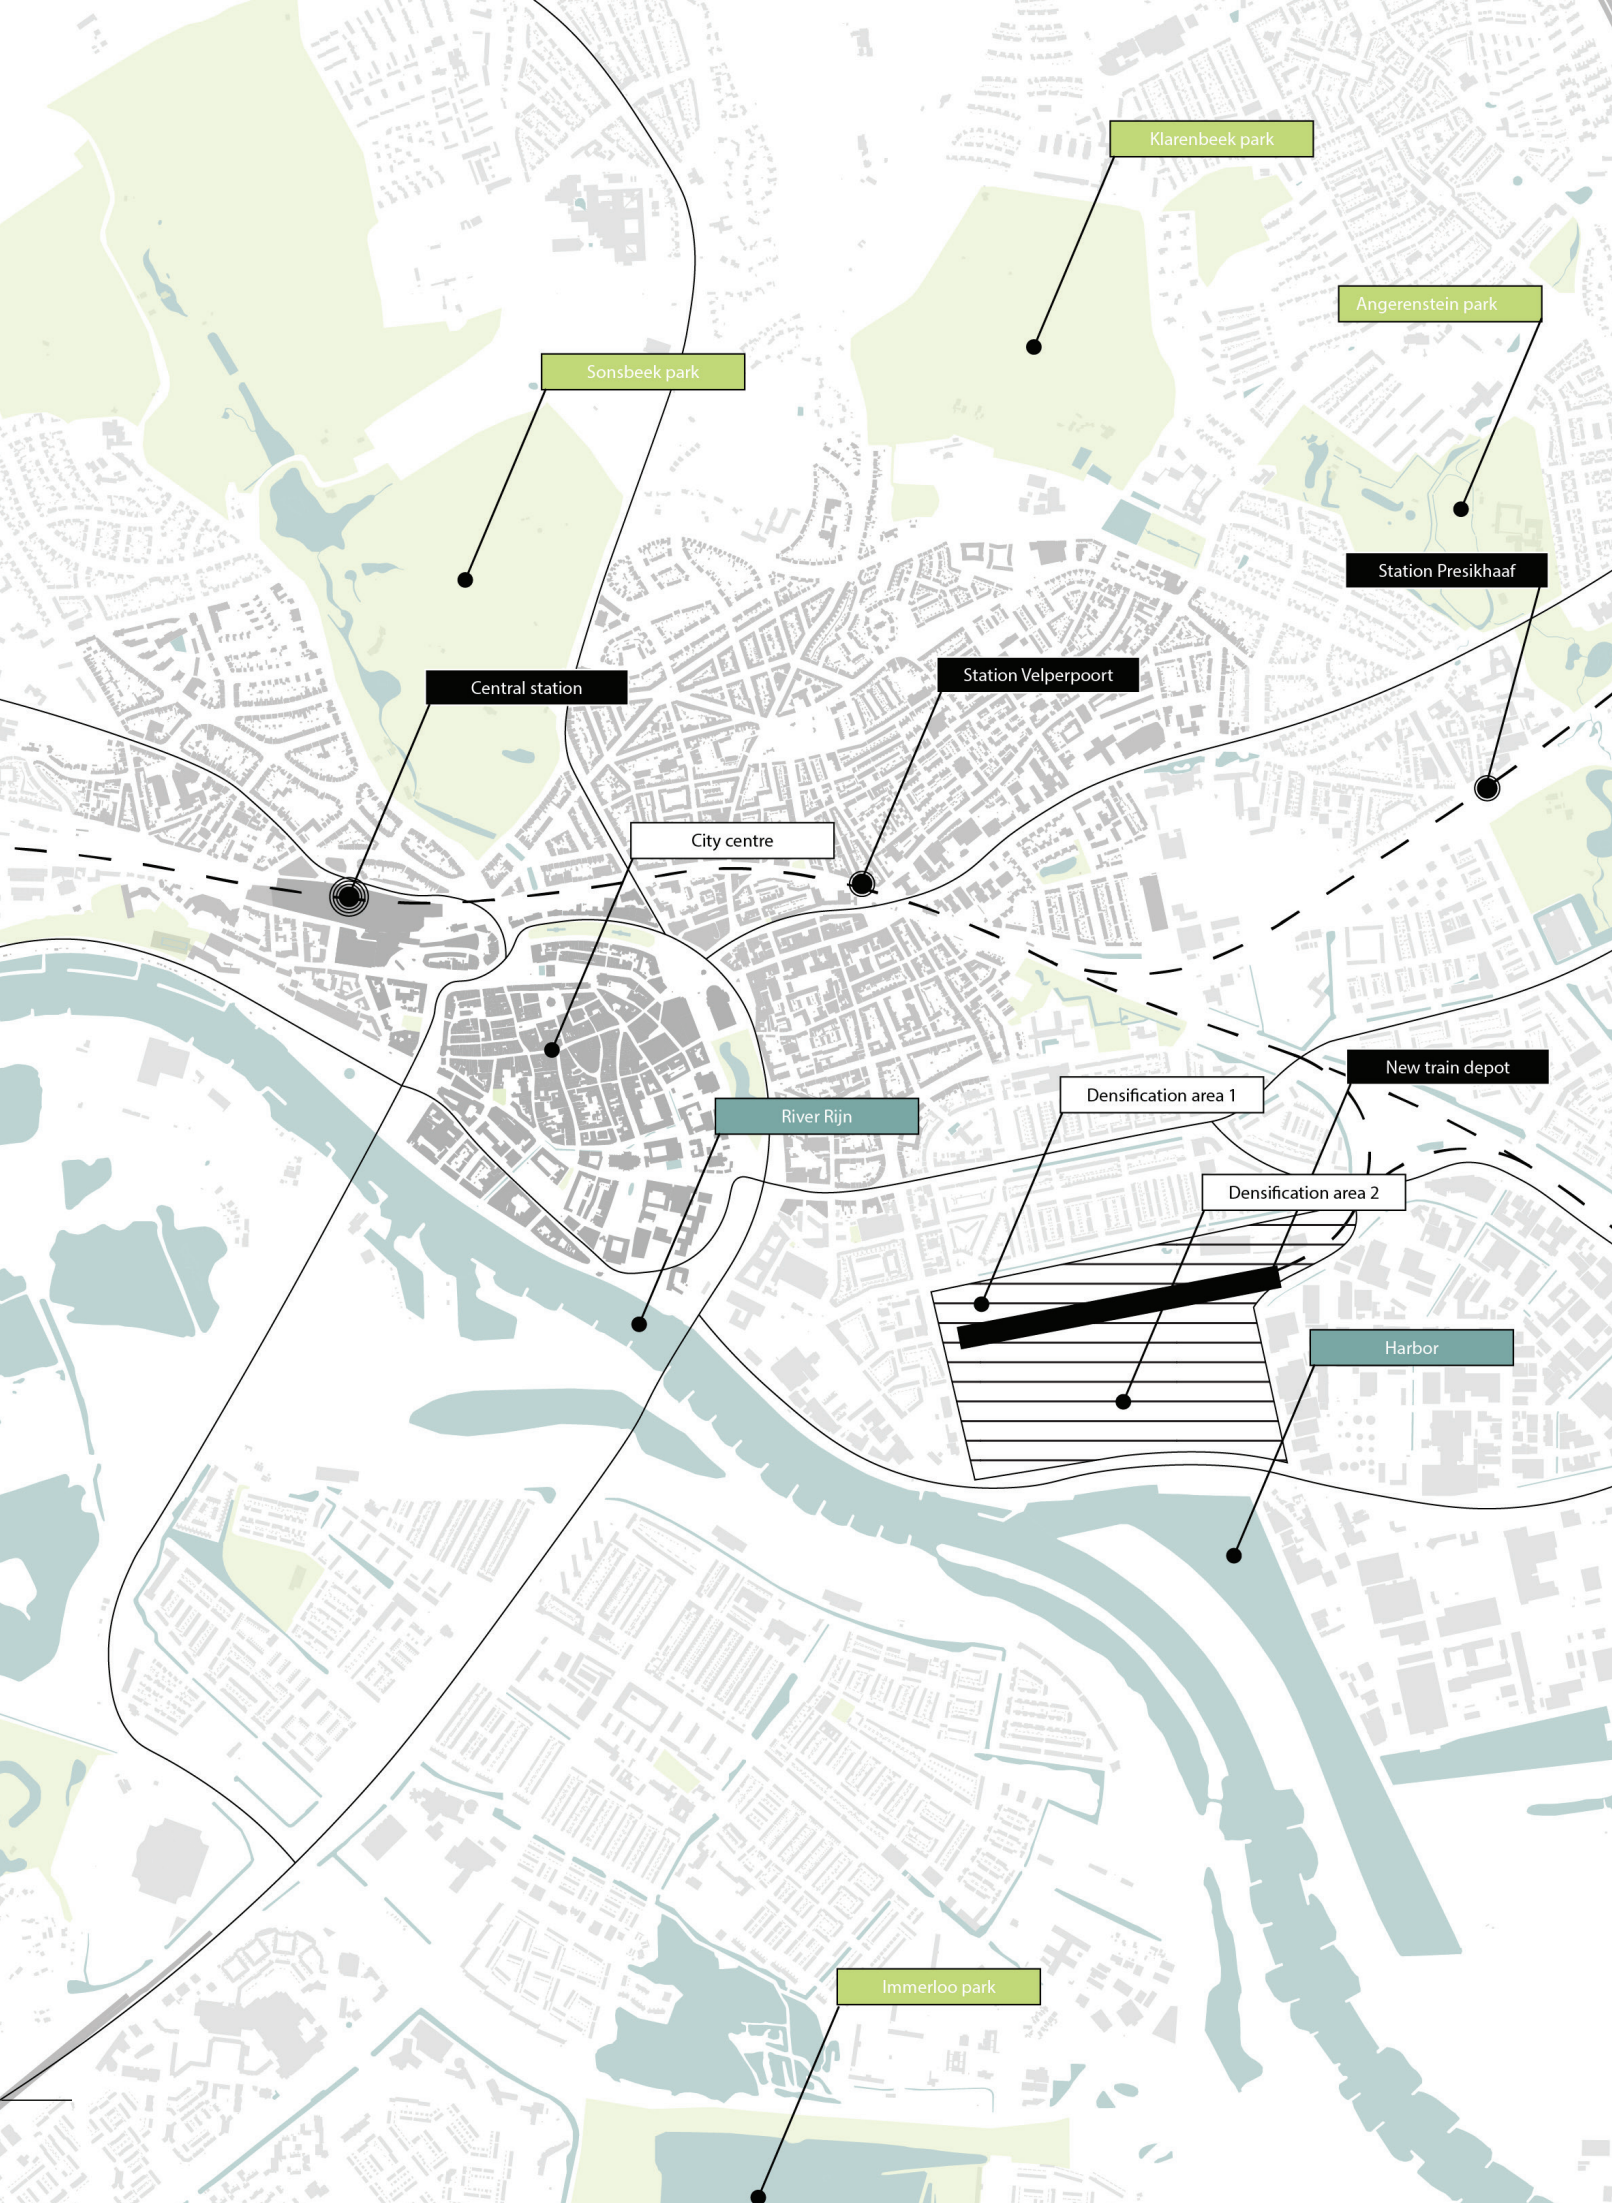 Klarenbeek park
Angerenstein park
Sonsbeek park
Station Presikhaaf
Station Velperpoort
Central station
City centre
New train depot
Densification area 1
River Rijn
Densification area 2
Harbor
Immerloo park